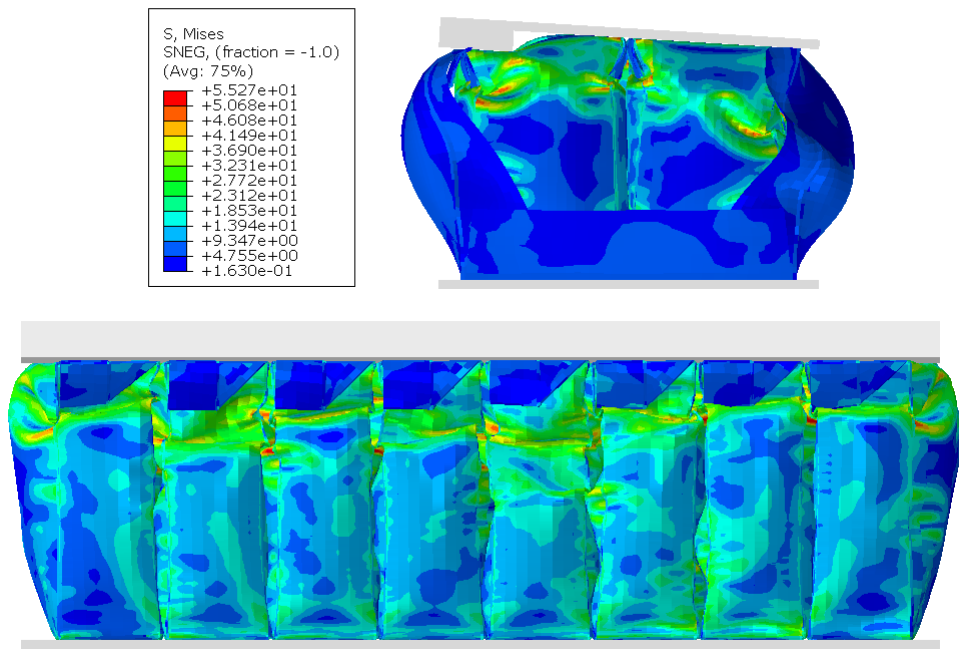 S, Mises
SNEG, (fraction = -1.0)
(Avg: 75%)
+5.527e+01
+5.068e+01
+4.608e+01
+4.149e+01
+3.690e+01
+3.231e+01
+2.772e+01
+2.312e+01
+1.853e+01
+1.394e+01
+9.347e+00
+4.755e+00
+1.630e-01